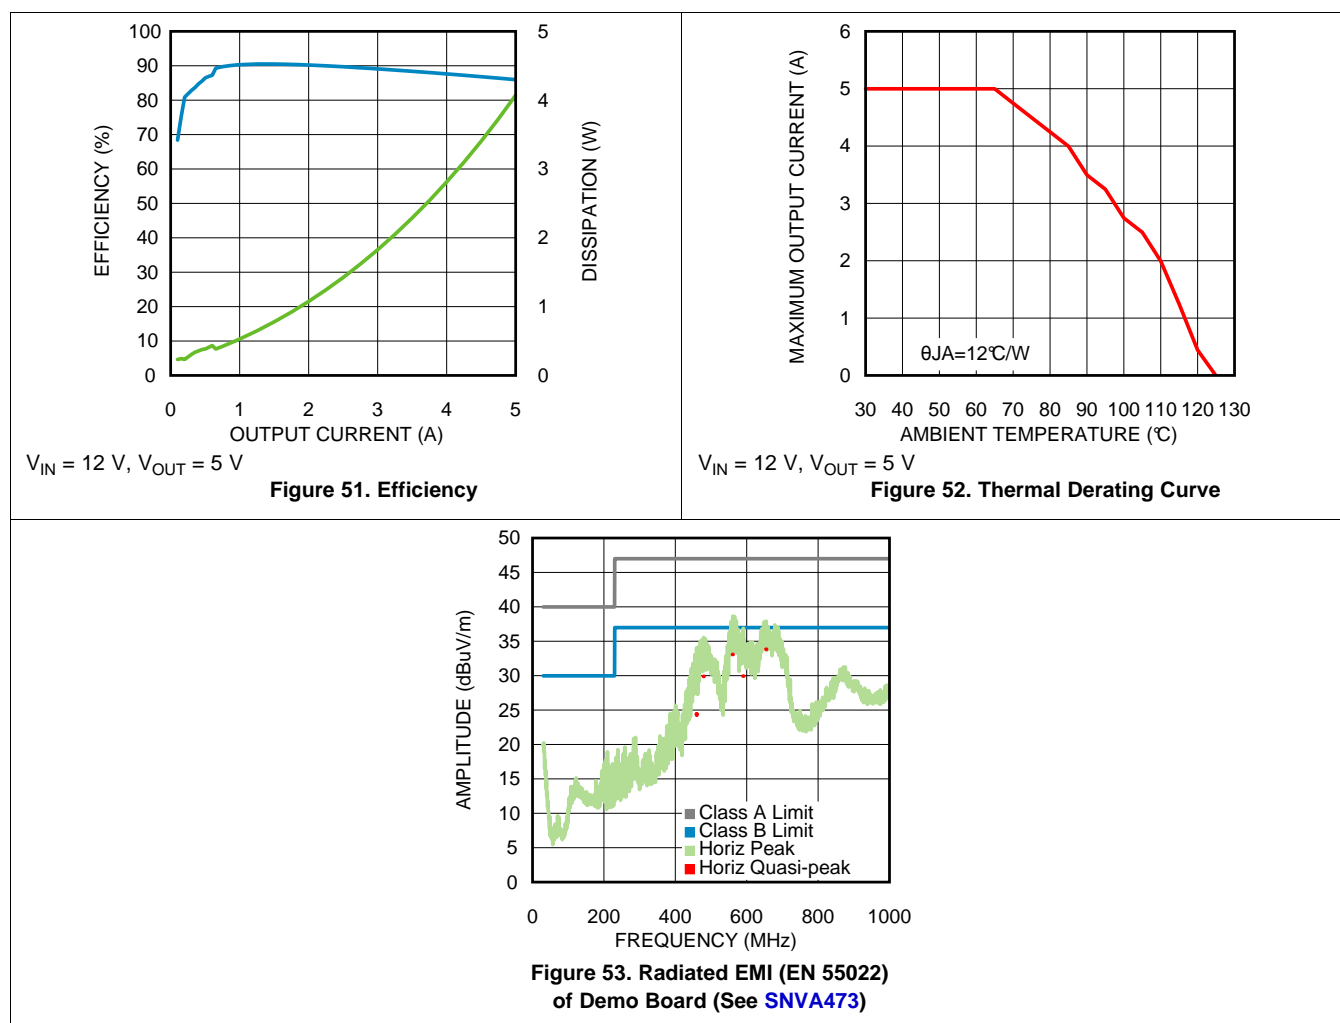 100
90
80
70
60
50
40
30
20
10
0
EFFICIENCY (%)
5
4
3
2
1
0
DISSIPATION (W)
0 1 2 3 4 5
OUTPUT CURRENT (A)
V_IN = 12 V, V_OUT = 5 V
Figure 51. Efficiency
6
5
4
3
2
1
0
MAXIMUM OUTPUT CURRENT (A)
θJA=12°C/W
30 40 50 60 70 80 90 100 110 120 130
AMBIENT TEMPERATURE (°C)
V_IN = 12 V, V_OUT = 5 V
Figure 52. Thermal Derating Curve
50
45
40
35
30
25
20
15
10
5
0
AMPLITUDE (dBuV/m)
Class A Limit
Class B Limit
Horiz Peak
Horiz Quasi-peak
0 200 400 600 800 1000
FREQUENCY (MHz)
Figure 53. Radiated EMI (EN 55022)
of Demo Board (See SNVA473)